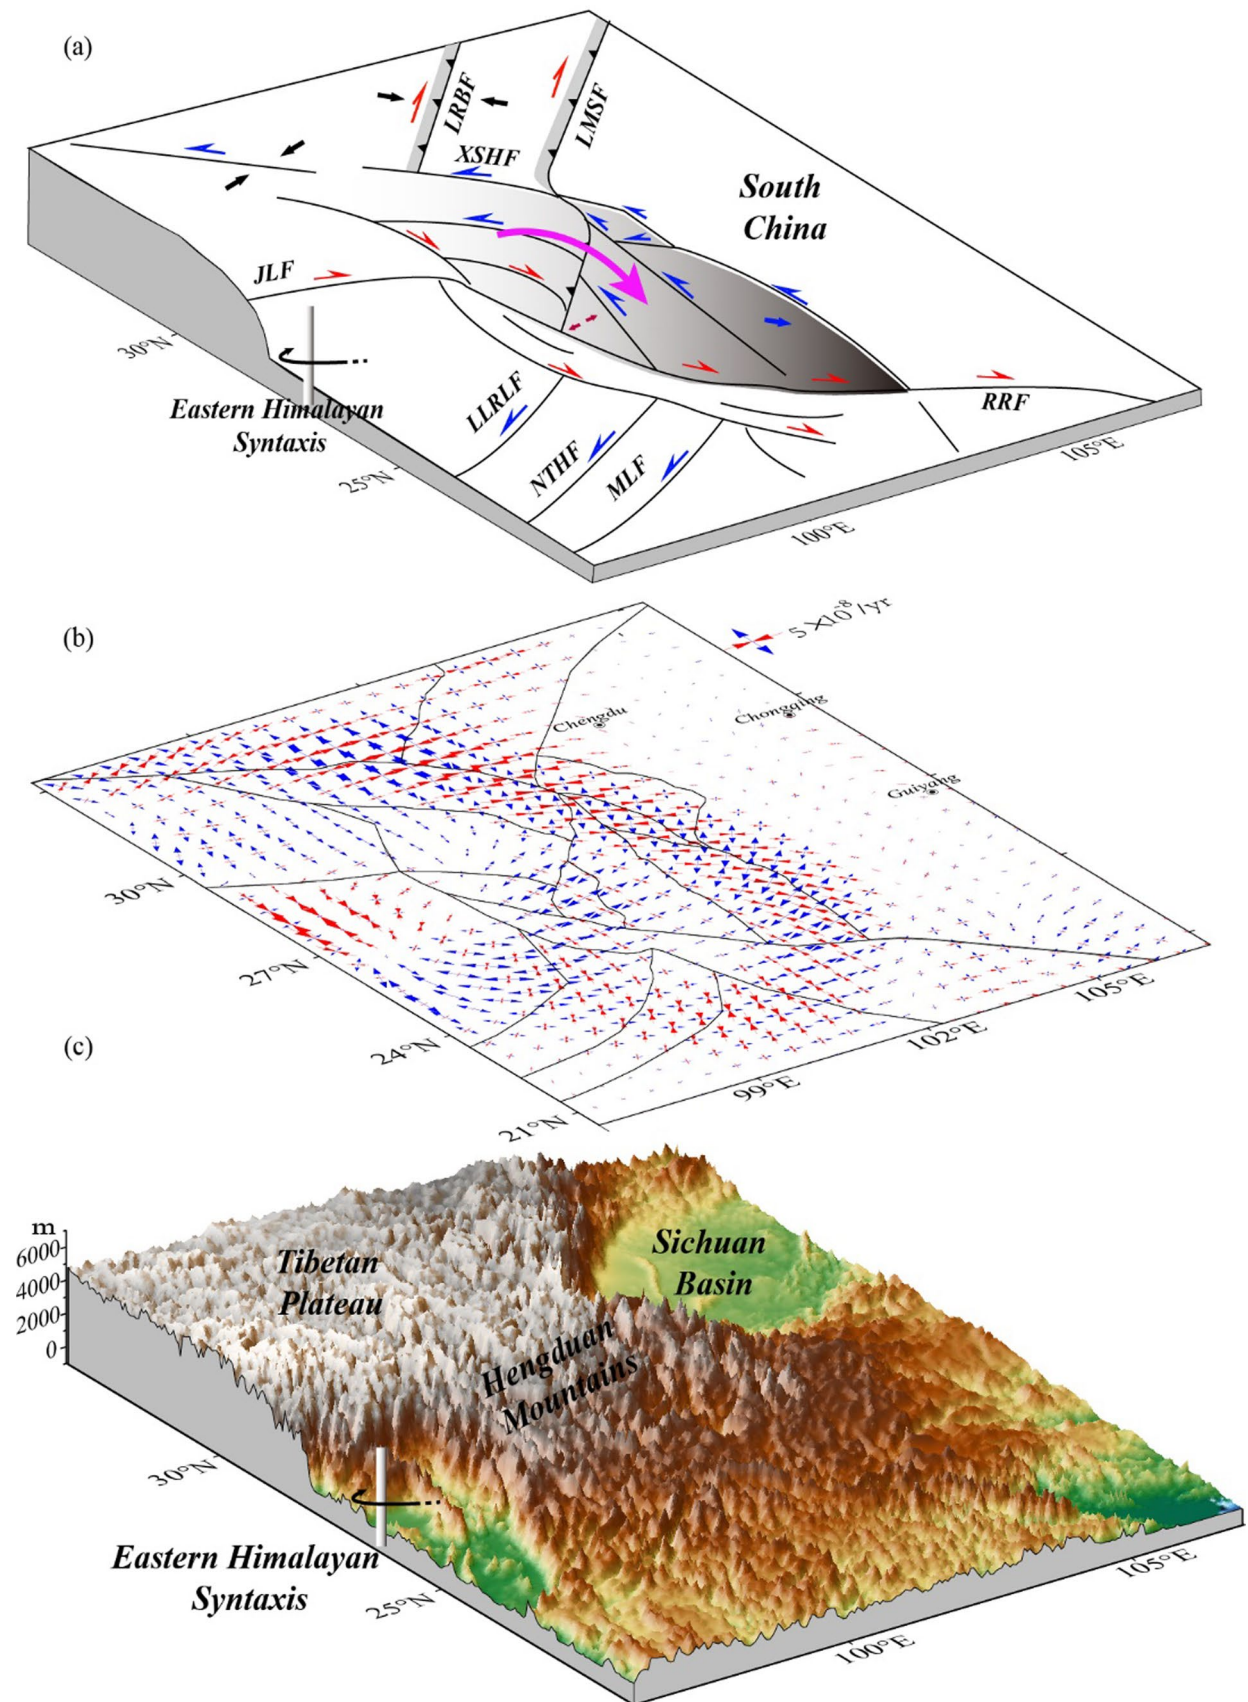 (a)
LRBF
LMSF
XSHF
South
China
JLF
30°N
Eastern Himalayan
Syntaxis
LLRLF
RRF
25°N
NTHF
MLF
105°E
100°E
(b)
5 ×10⁻⁸/yr
Chengdu
Chongqing
Guiyang
30°N
27°N
105°E
24°N
102°E
(c)
99°E
21°N
m
6000
4000
2000
0
Tibetan
Plateau
Sichuan
Basin
Hengduan
Mountains
30°N
Eastern Himalayan
Syntaxis
25°N
105°E
100°E